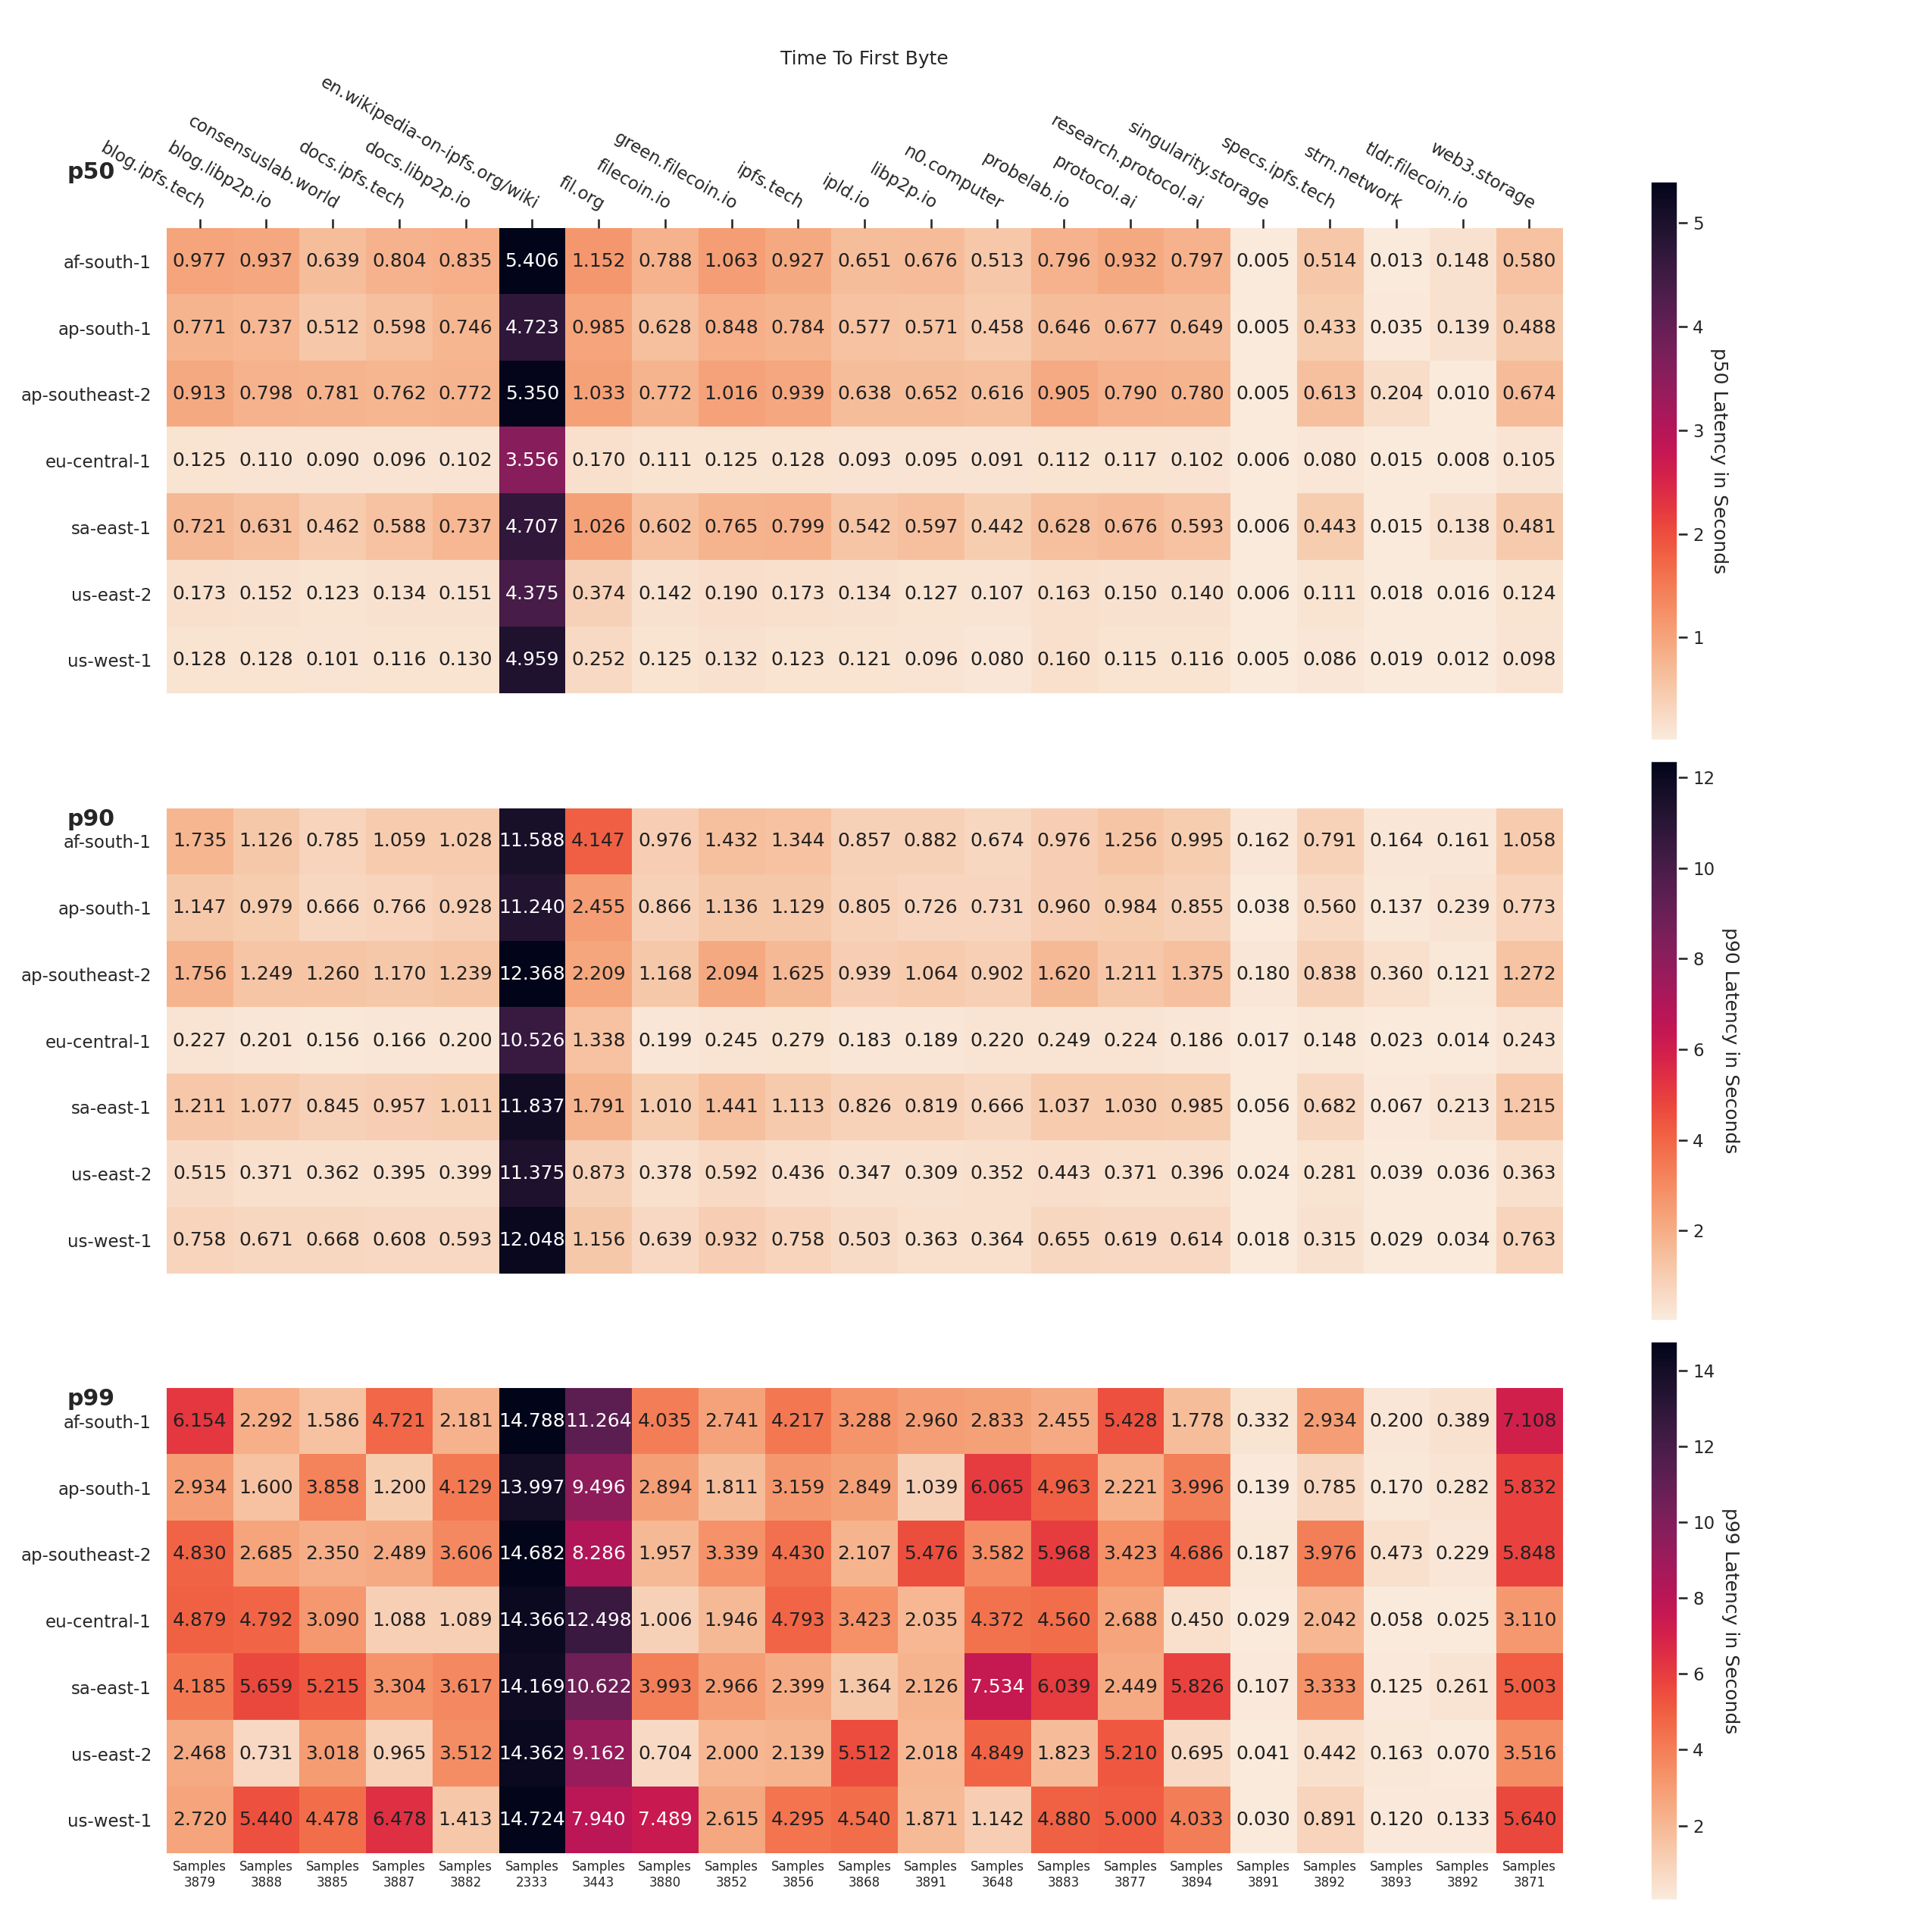 Time To First Byte
p50
blog.ipfs.tech
blog.libp2p.io
consensuslab.world
docs.ipfs.tech
docs.libp2p.io
en.wikipedia-on-ipfs.org/wiki
fil.org
filecoin.io
green.filecoin.io
ipfs.tech
ipld.io
libp2p.io
n0.computer
probelab.io
protocol.ai
research.protocol.ai
singularity.storage
specs.ipfs.tech
strn.network
tldr.filecoin.io
web3.storage
af-south-1 0.977 0.937 0.639 0.804 0.835 5.406 1.152 0.788 1.063 0.927 0.651 0.676 0.513 0.796 0.932 0.797 0.005 0.514 0.013 0.148 0.580
ap-south-1 0.771 0.737 0.512 0.598 0.746 4.723 0.985 0.628 0.848 0.784 0.577 0.571 0.458 0.646 0.677 0.649 0.005 0.433 0.035 0.139 0.488
ap-southeast-2 0.913 0.798 0.781 0.762 0.772 5.350 1.033 0.772 1.016 0.939 0.638 0.652 0.616 0.905 0.790 0.780 0.005 0.613 0.204 0.010 0.674
eu-central-1 0.125 0.110 0.090 0.096 0.102 3.556 0.170 0.111 0.125 0.128 0.093 0.095 0.091 0.112 0.117 0.102 0.006 0.080 0.015 0.008 0.105
sa-east-1 0.721 0.631 0.462 0.588 0.737 4.707 1.026 0.602 0.765 0.799 0.542 0.597 0.442 0.628 0.676 0.593 0.006 0.443 0.015 0.138 0.481
us-east-2 0.173 0.152 0.123 0.134 0.151 4.375 0.374 0.142 0.190 0.173 0.134 0.127 0.107 0.163 0.150 0.140 0.006 0.111 0.018 0.016 0.124
us-west-1 0.128 0.128 0.101 0.116 0.130 4.959 0.252 0.125 0.132 0.123 0.121 0.096 0.080 0.160 0.115 0.116 0.005 0.086 0.019 0.012 0.098
5
4
3
2
1
p50 Latency in Seconds
p90
af-south-1 1.735 1.126 0.785 1.059 1.028 11.588 4.147 0.976 1.432 1.344 0.857 0.882 0.674 0.976 1.256 0.995 0.162 0.791 0.164 0.161 1.058
ap-south-1 1.147 0.979 0.666 0.766 0.928 11.240 2.455 0.866 1.136 1.129 0.805 0.726 0.731 0.960 0.984 0.855 0.038 0.560 0.137 0.239 0.773
ap-southeast-2 1.756 1.249 1.260 1.170 1.239 12.368 2.209 1.168 2.094 1.625 0.939 1.064 0.902 1.620 1.211 1.375 0.180 0.838 0.360 0.121 1.272
eu-central-1 0.227 0.201 0.156 0.166 0.200 10.526 1.338 0.199 0.245 0.279 0.183 0.189 0.220 0.249 0.224 0.186 0.017 0.148 0.023 0.014 0.243
sa-east-1 1.211 1.077 0.845 0.957 1.011 11.837 1.791 1.010 1.441 1.113 0.826 0.819 0.666 1.037 1.030 0.985 0.056 0.682 0.067 0.213 1.215
us-east-2 0.515 0.371 0.362 0.395 0.399 11.375 0.873 0.378 0.592 0.436 0.347 0.309 0.352 0.443 0.371 0.396 0.024 0.281 0.039 0.036 0.363
us-west-1 0.758 0.671 0.668 0.608 0.593 12.048 1.156 0.639 0.932 0.758 0.503 0.363 0.364 0.655 0.619 0.614 0.018 0.315 0.029 0.034 0.763
12
10
8
6
4
2
p90 Latency in Seconds
p99
af-south-1 6.154 2.292 1.586 4.721 2.181 14.788 11.264 4.035 2.741 4.217 3.288 2.960 2.833 2.455 5.428 1.778 0.332 2.934 0.200 0.389 7.108
ap-south-1 2.934 1.600 3.858 1.200 4.129 13.997 9.496 2.894 1.811 3.159 2.849 1.039 6.065 4.963 2.221 3.996 0.139 0.785 0.170 0.282 5.832
ap-southeast-2 4.830 2.685 2.350 2.489 3.606 14.682 8.286 1.957 3.339 4.430 2.107 5.476 3.582 5.968 3.423 4.686 0.187 3.976 0.473 0.229 5.848
eu-central-1 4.879 4.792 3.090 1.088 1.089 14.366 12.498 1.006 1.946 4.793 3.423 2.035 4.372 4.560 2.688 0.450 0.029 2.042 0.058 0.025 3.110
sa-east-1 4.185 5.659 5.215 3.304 3.617 14.169 10.622 3.993 2.966 2.399 1.364 2.126 7.534 6.039 2.449 5.826 0.107 3.333 0.125 0.261 5.003
us-east-2 2.468 0.731 3.018 0.965 3.512 14.362 9.162 0.704 2.000 2.139 5.512 2.018 4.849 1.823 5.210 0.695 0.041 0.442 0.163 0.070 3.516
us-west-1 2.720 5.440 4.478 6.478 1.413 14.724 7.940 7.489 2.615 4.295 4.540 1.871 1.142 4.880 5.000 4.033 0.030 0.891 0.120 0.133 5.640
Samples Samples Samples Samples Samples Samples Samples Samples Samples Samples Samples Samples Samples Samples Samples Samples Samples Samples Samples Samples Samples
3879 3888 3885 3887 3882 2333 3443 3880 3852 3856 3868 3891 3648 3883 3877 3894 3891 3892 3893 3892 3871
14
12
10
8
6
4
2
p99 Latency in Seconds